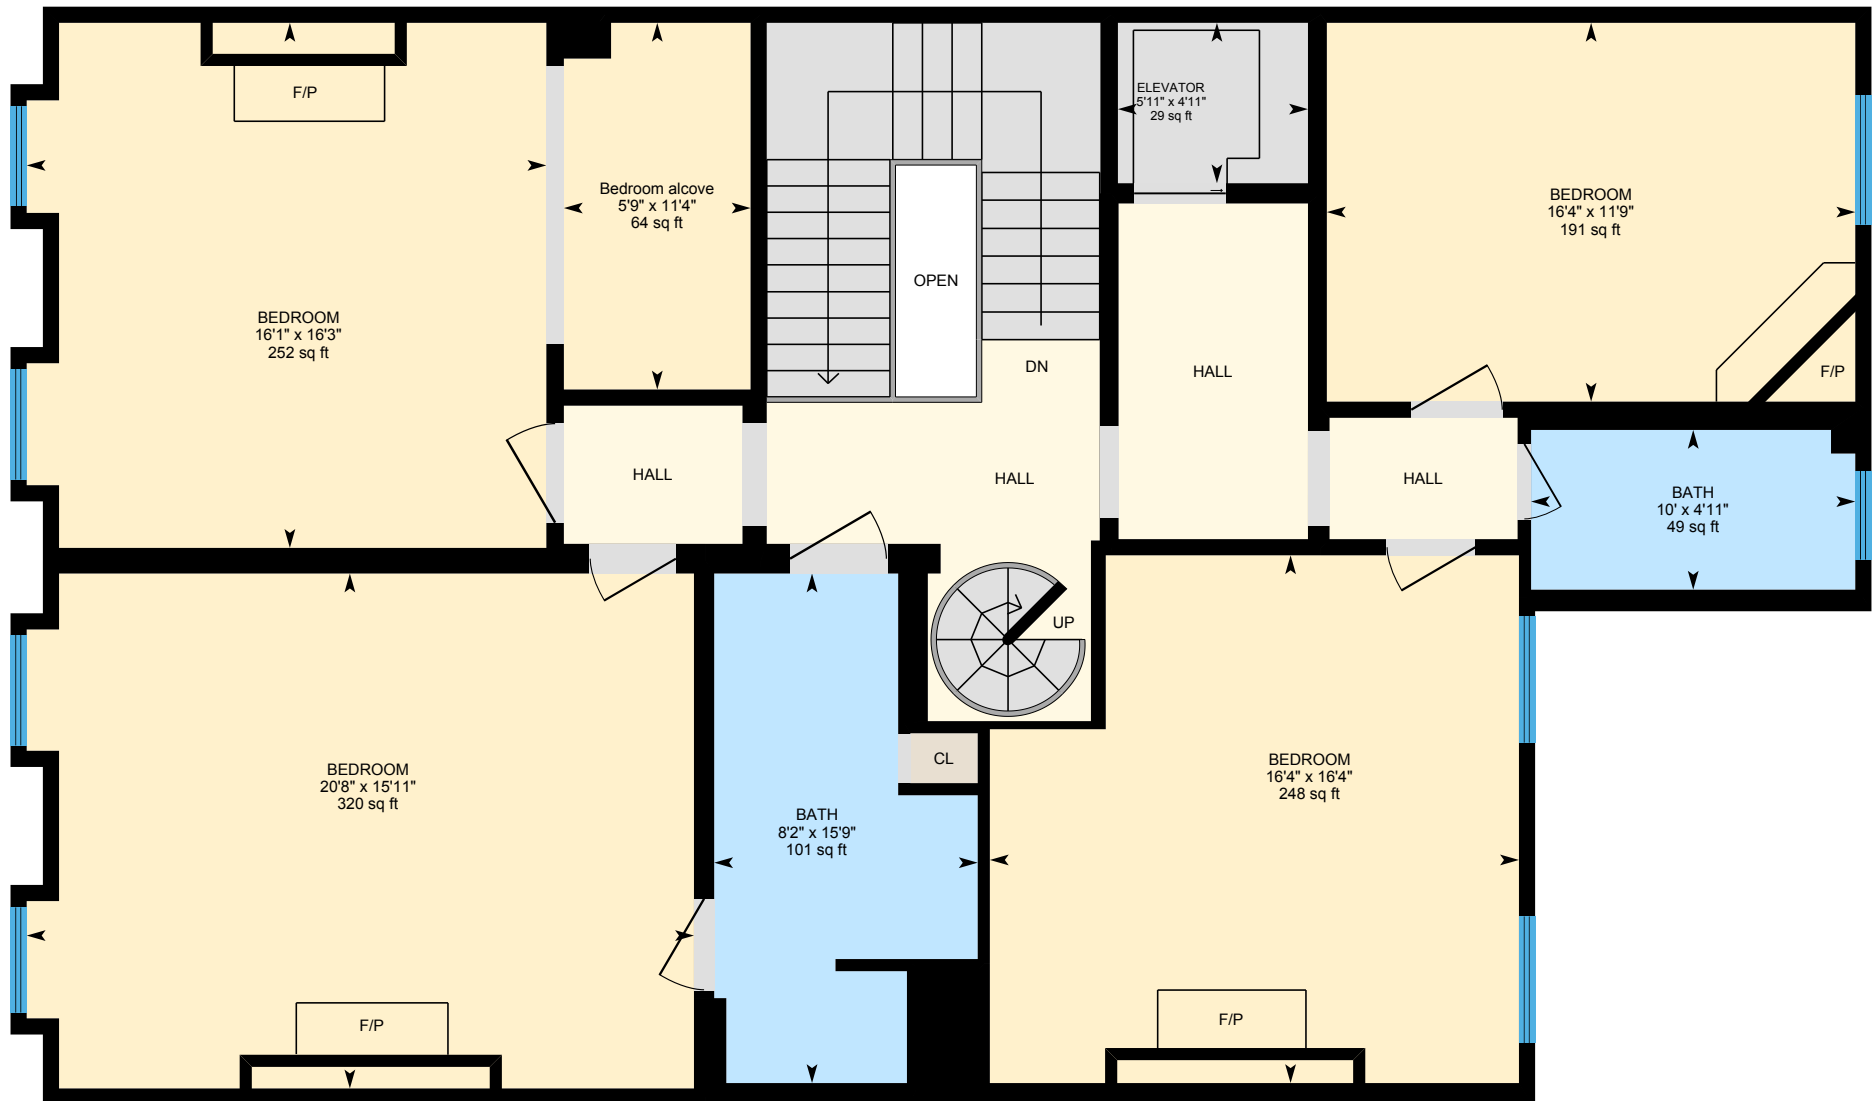 F/P
ELEVATOR
5'11" x 4'11"
29 sq ft
Bedroom alcove
5'9" x 11'4"
64 sq ft
BEDROOM
16'4" x 11'9"
191 sq ft
OPEN
BEDROOM
16'1" x 16'3"
252 sq ft
DN
HALL
F/P
HALL
HALL
HALL
BATH
10' x 4'11"
49 sq ft
UP
CL
BEDROOM
20'8" x 15'11"
320 sq ft
BEDROOM
16'4" x 16'4"
248 sq ft
BATH
8'2" x 15'9"
101 sq ft
F/P
F/P